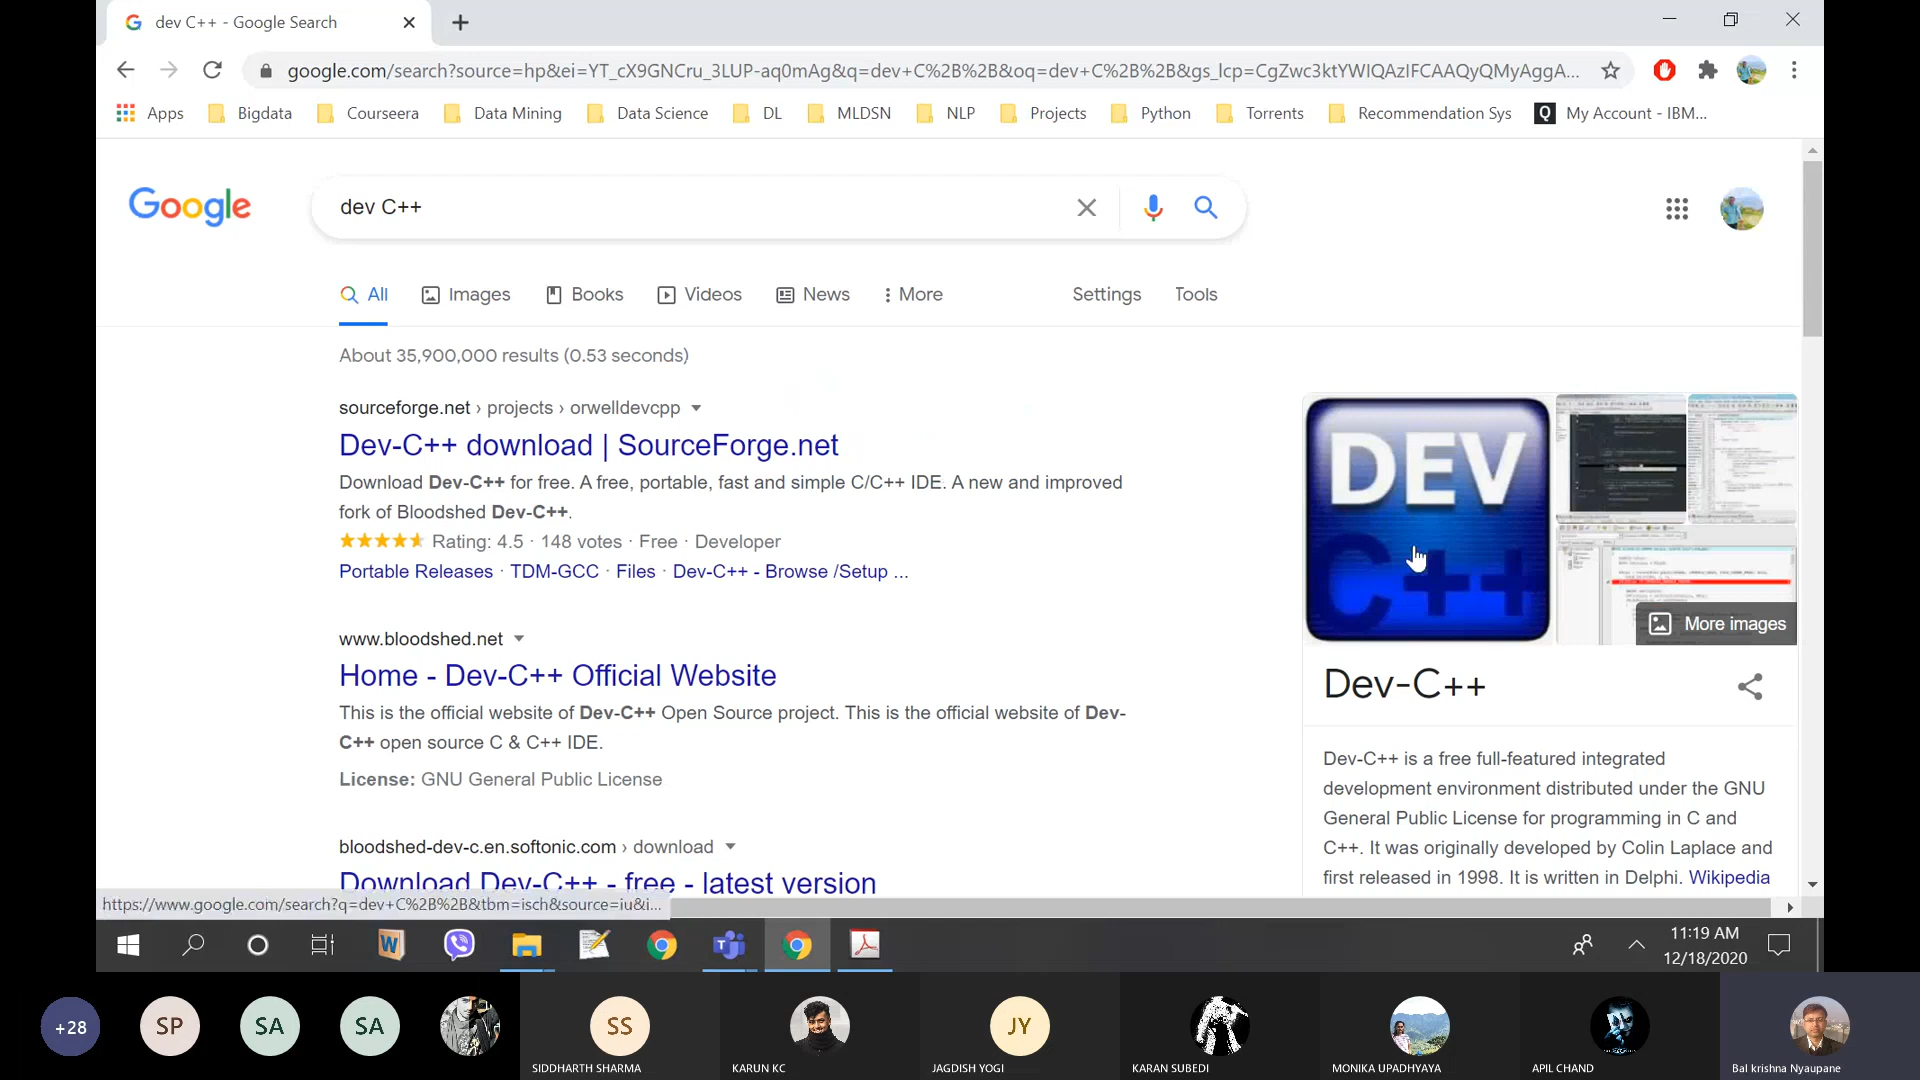 dev C++ - Google Search
google.com/search?source=hp&ei=YT_cX9GNCru_3LUP-aq0mAg&q=dev+C%2B%2B&oq=dev+C%2B%2B&gs_lcp=CgZwc3ktYWIQAzIFCAAQyQMyAggA...
Apps Bigdata Courseera Data Mining Data Science DL MLDSN NLP Projects Python Torrents Recommendation Sys Q My Account - IBM...
Google dev C++
All Images Books Videos News More Settings Tools
About 35,900,000 results (0.53 seconds)
sourceforge.net › projects › orwelldevcpp
Dev-C++ download | SourceForge.net
Download Dev-C++ for free. A free, portable, fast and simple C/C++ IDE. A new and improved
fork of Bloodshed Dev-C++.
Rating: 4.5 · 148 votes · Free · Developer
Portable Releases · TDM-GCC · Files · Dev-C++ - Browse /Setup ...
www.bloodshed.net
Home - Dev-C++ Official Website
This is the official website of Dev-C++ Open Source project. This is the official website of Dev-
C++ open source C & C++ IDE.
License: GNU General Public License
bloodshed-dev-c.en.softonic.com › download
Download Dev-C++ - free - latest version
DEV
C++
More images
Dev-C++
Dev-C++ is a free full-featured integrated
development environment distributed under the GNU
General Public License for programming in C and
C++. It was originally developed by Colin Laplace and
first released in 1998. It is written in Delphi. Wikipedia
https://www.google.com/search?q=dev+C%2B%2B&tbm=isch&source=iu&i...
11:19 AM
12/18/2020
+28 SP SA SA SS JY
SIDDHARTH SHARMA KARUN KC JAGDISH YOGI KARAN SUBEDI MONIKA UPADHYAYA APIL CHAND Bal krishna Nyaupane